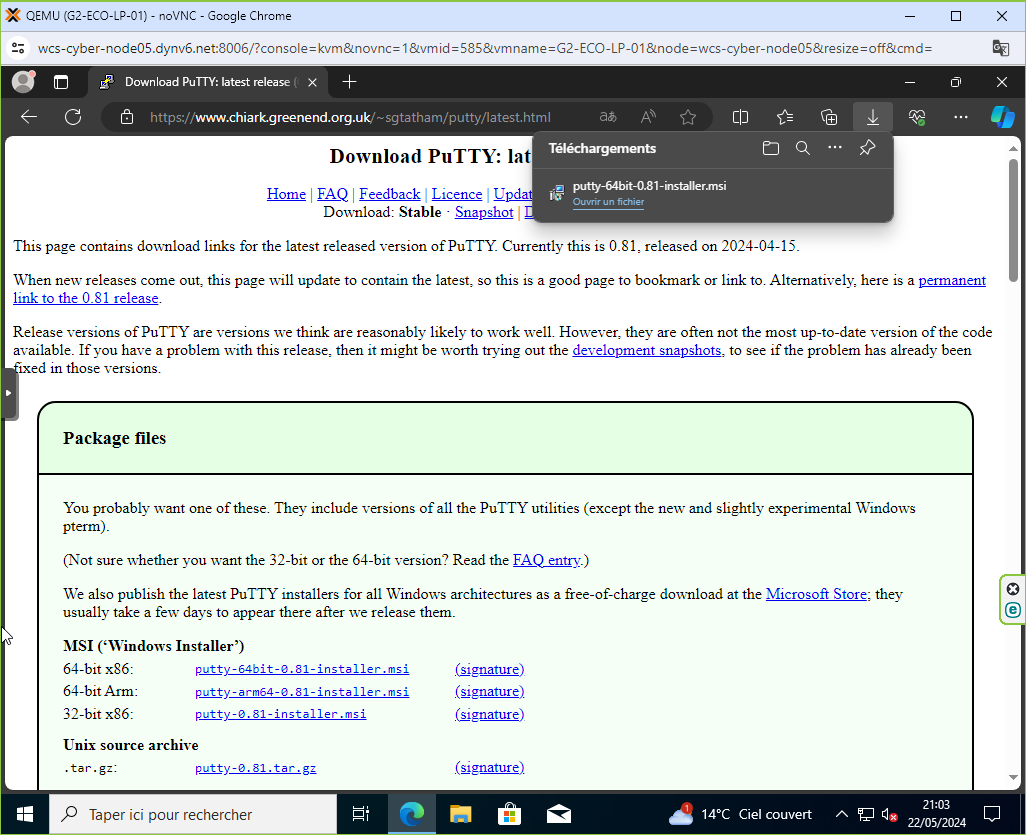 QEMU (G2-ECO-LP-01) - noVNC - Google Chrome
wcs-cyber-node05.dynv6.net:8006/?console=kvm&novnc=1&vmid=585&vmname=G2-ECO-LP-01&node=wcs-cyber-node05&resize=off&cmd=
Download PuTTY: latest release (
https://www.chiark.greenend.org.uk/~sgtatham/putty/latest.html
Téléchargements
putty-64bit-0.81-installer.msi
Ouvrir un fichier
Download PuTTY: lat
Home | FAQ | Feedback | Licence | Updat
Download: Stable · Snapshot |
This page contains download links for the latest released version of PuTTY. Currently this is 0.81, released on 2024-04-15.
When new releases come out, this page will update to contain the latest, so this is a good page to bookmark or link to. Alternatively, here is a permanent
link to the 0.81 release.
Release versions of PuTTY are versions we think are reasonably likely to work well. However, they are often not the most up-to-date version of the code
available. If you have a problem with this release, then it might be worth trying out the development snapshots, to see if the problem has already been
fixed in those versions.
Package files
You probably want one of these. They include versions of all the PuTTY utilities (except the new and slightly experimental Windows
pterm).
(Not sure whether you want the 32-bit or the 64-bit version? Read the FAQ entry.)
We also publish the latest PuTTY installers for all Windows architectures as a free-of-charge download at the Microsoft Store; they
usually take a few days to appear there after we release them.
MSI (‘Windows Installer’)
64-bit x86: putty-64bit-0.81-installer.msi (signature)
64-bit Arm: putty-arm64-0.81-installer.msi (signature)
32-bit x86: putty-0.81-installer.msi (signature)
Unix source archive
.tar.gz: putty-0.81.tar.gz (signature)
Taper ici pour rechercher
1
14°C Ciel couvert
21:03
22/05/2024